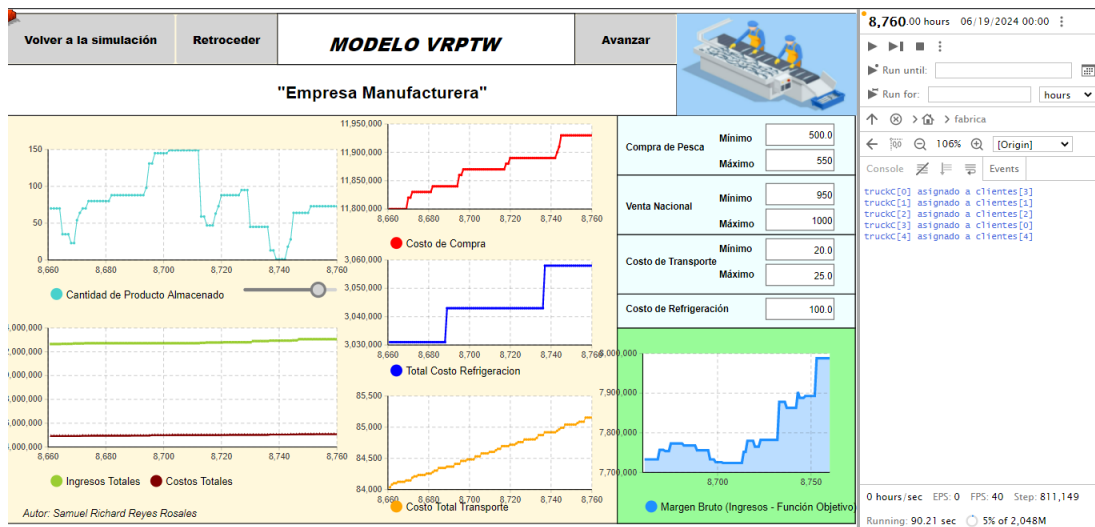 Volver a la simulación
Retroceder
MODELO VRPTW
Avanzar
"Empresa Manufacturera"
150
100
50
0
8,660 8,680 8,700 8,720 8,740 8,760
Cantidad de Producto Almacenado
8,660 8,680 8,700 8,720 8,740 8,760
Ingresos Totales
Costos Totales
Autor: Samuel Richard Reyes Rosales
11,950,000
11,900,000
11,850,000
11,800,000
8,660 8,680 8,700 8,720 8,740 8,760
Costo de Compra
3,060,000
3,050,000
3,040,000
3,030,000
8,660 8,680 8,700 8,720 8,740
Total Costo Refrigeracion
85,500
85,000
84,500
84,000
8,660 8,680 8,700 8,720 8,740 8,760
Costo Total Transporte
Compra de Pesca
Mínimo 500.0
Máximo 550
Venta Nacional
Mínimo 950
Máximo 1000
Costo de Transporte
Mínimo 20.0
Máximo 25.0
Costo de Refrigeración 100.0
8,000,000
7,900,000
7,800,000
7,700,000
8,700 8,750
Margen Bruto (Ingresos - Función Objetivo)
8,760.00 hours 06/19/2024 00:00
Run until:
Run for: hours
> fabrica
106% [Origin]
Console Events
truckC[0] asignado a clientes[3]
truckC[1] asignado a clientes[1]
truckC[2] asignado a clientes[2]
truckC[3] asignado a clientes[0]
truckC[4] asignado a clientes[4]
0 hours/sec EPS: 0 FPS: 40 Step: 811,149
Running: 90.21 sec 5% of 2,048M